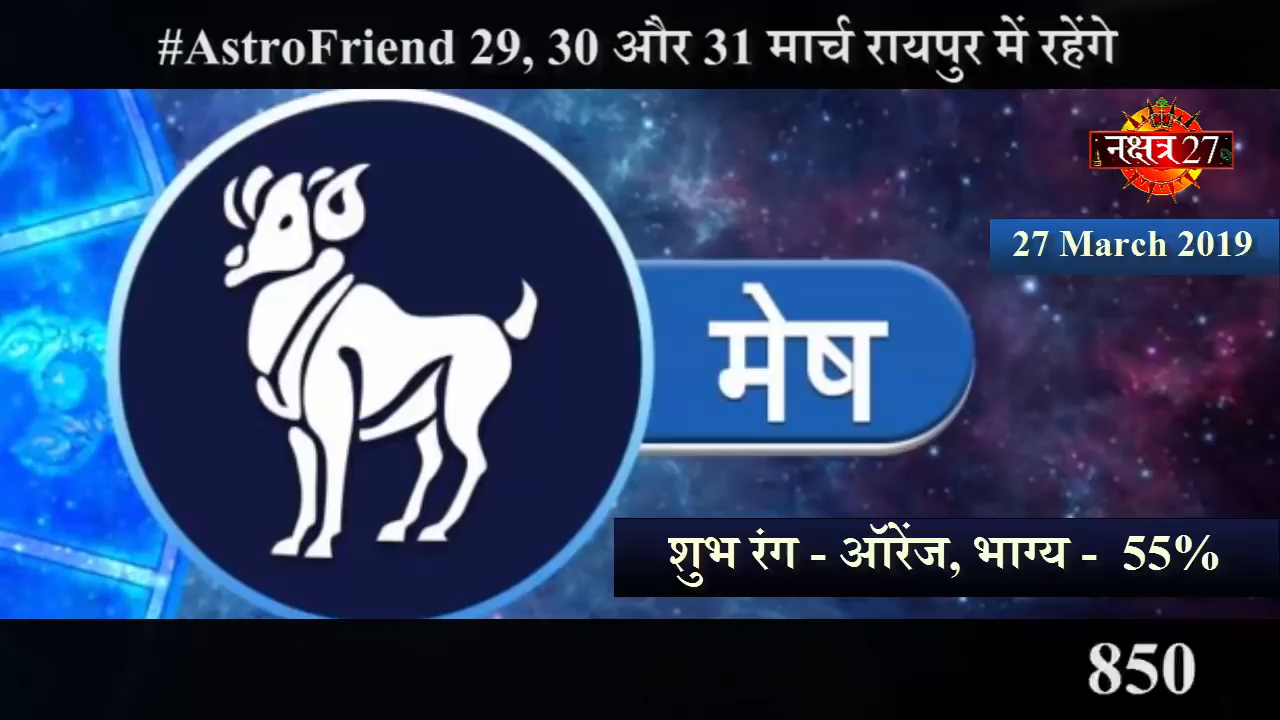 #AstroFriend 29, 30 और 31 मार्च रायपुर में रहेंगे
नक्षत्र 27
27 March 2019
मेष
शुभ रंग - ऑरेंज, भाग्य - 55%
850